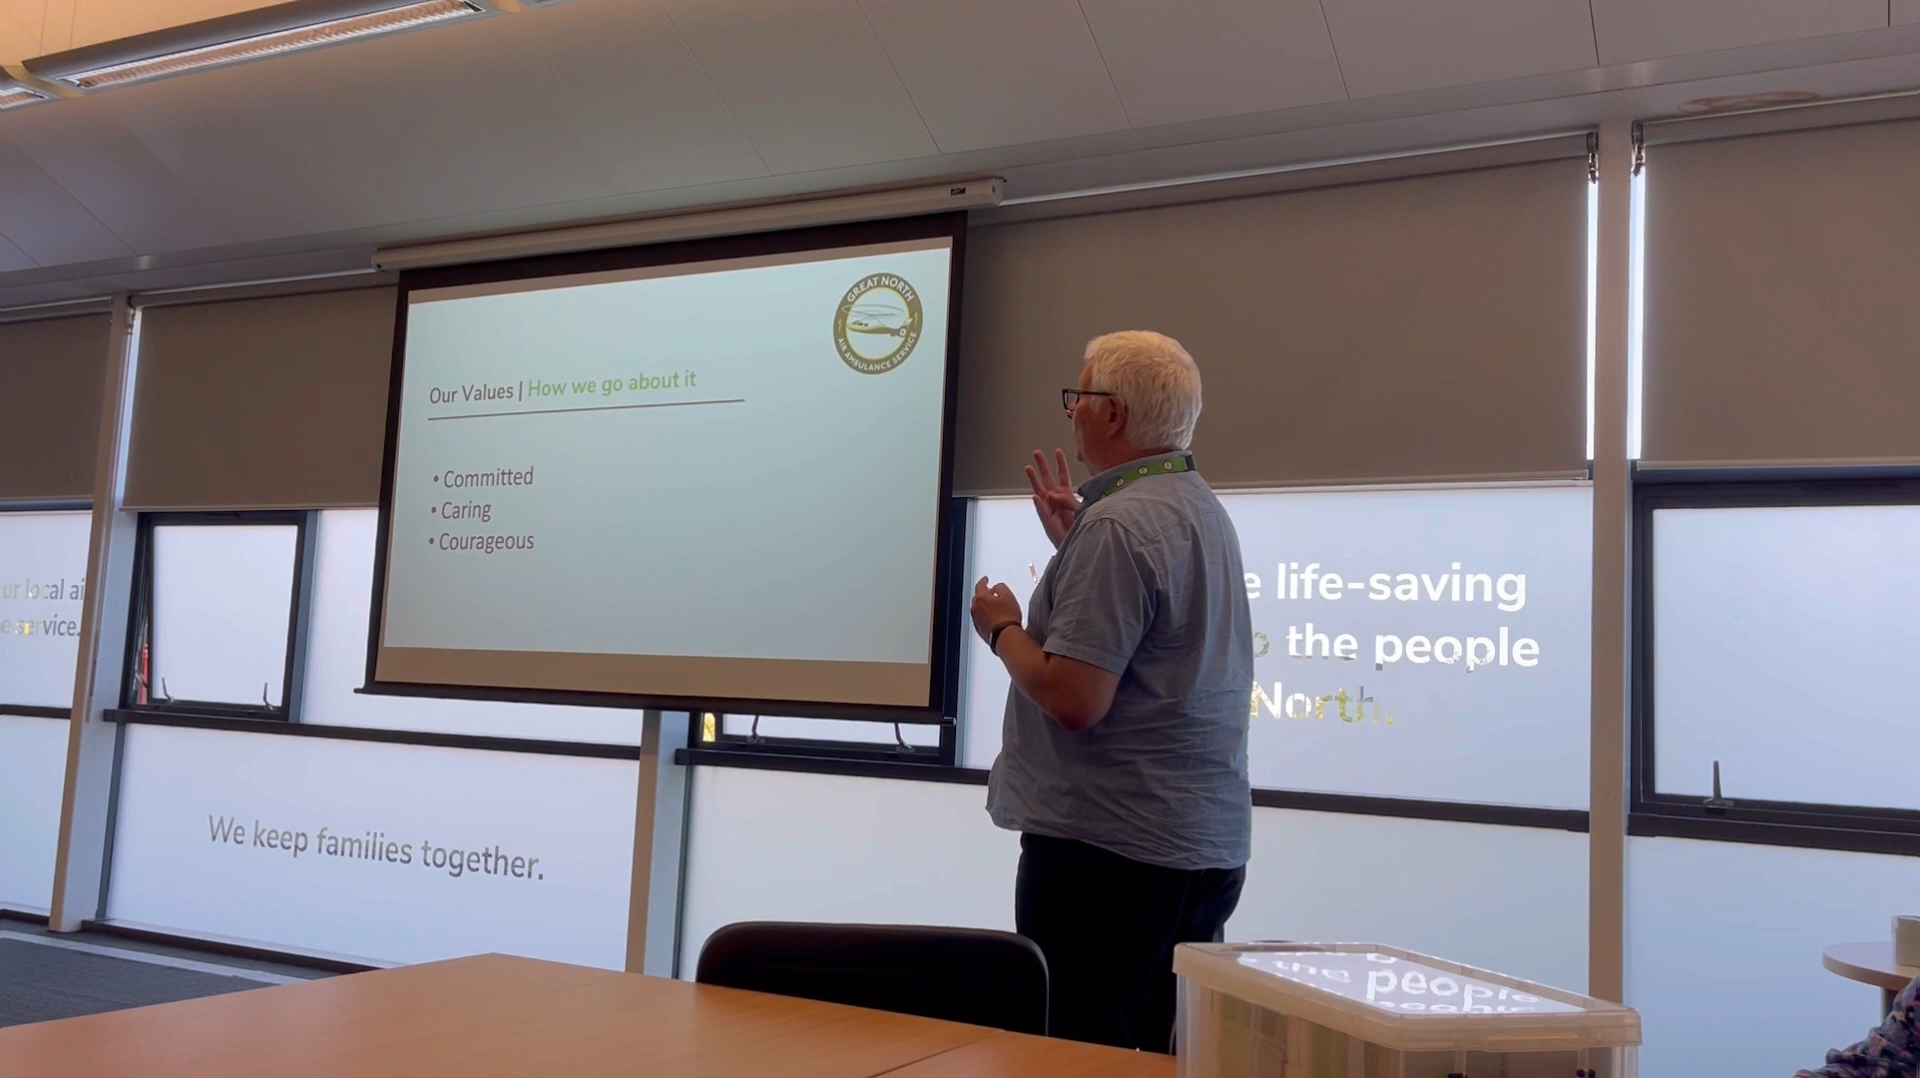 GREAT NORTH
AIR AMBULANCE SERVICE
Our Values | How we go about it
• Committed
• Caring
• Courageous
ur local ai
e service.
e life-saving
the people
North.
We keep families together.
the
people